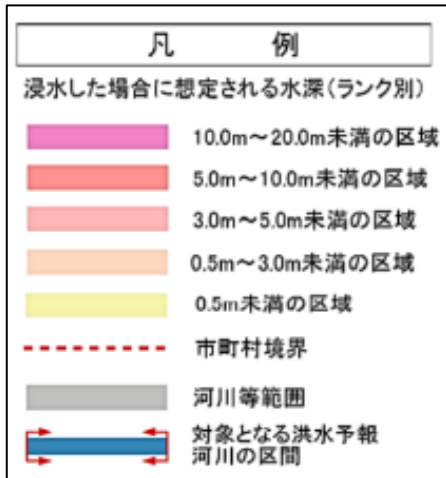 凡 例
浸水した場合に想定される水深(ランク別)
10.0m～20.0m未満の区域
5.0m～10.0m未満の区域
3.0m～5.0m未満の区域
0.5m～3.0m未満の区域
0.5m未満の区域
市町村境界
河川等範囲
対象となる洪水予報
河川の区間